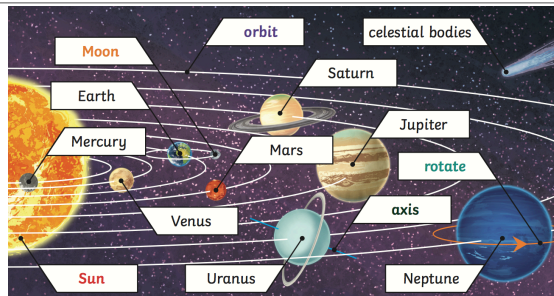 orbit
celestial bodies
Moon
Saturn
Earth
Jupiter
Mercury
Mars
rotate
Venus
axis
Sun
Uranus
Neptune